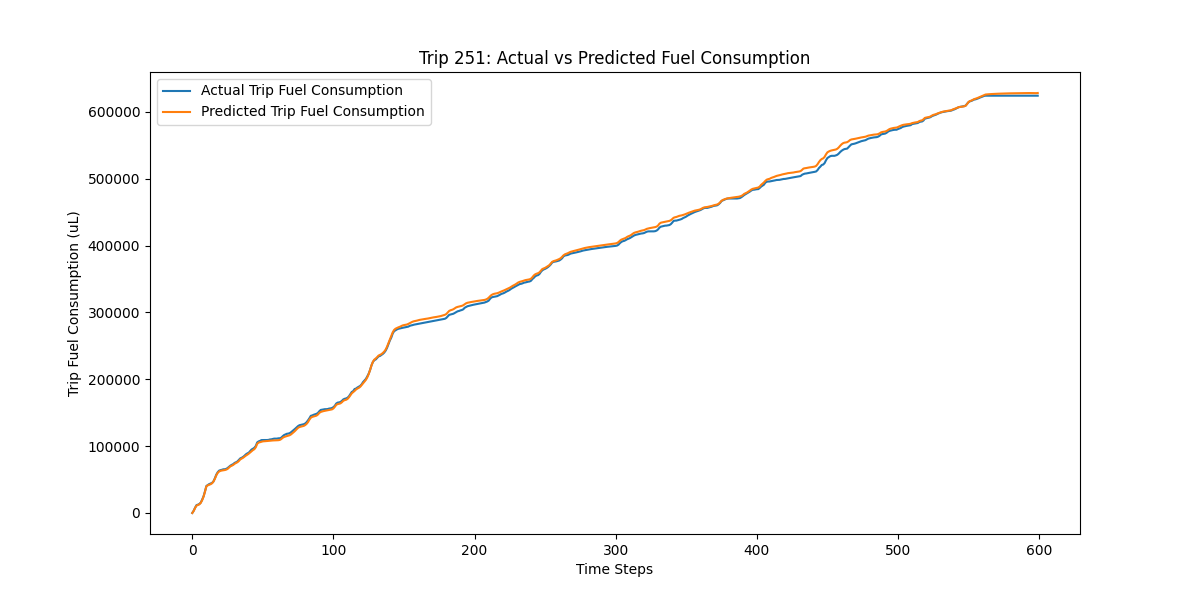 Trip 251: Actual vs Predicted Fuel Consumption
Actual Trip Fuel Consumption
Predicted Trip Fuel Consumption
Trip Fuel Consumption (uL)
600000
500000
400000
300000
200000
100000
0
0 100 200 300 400 500 600
Time Steps